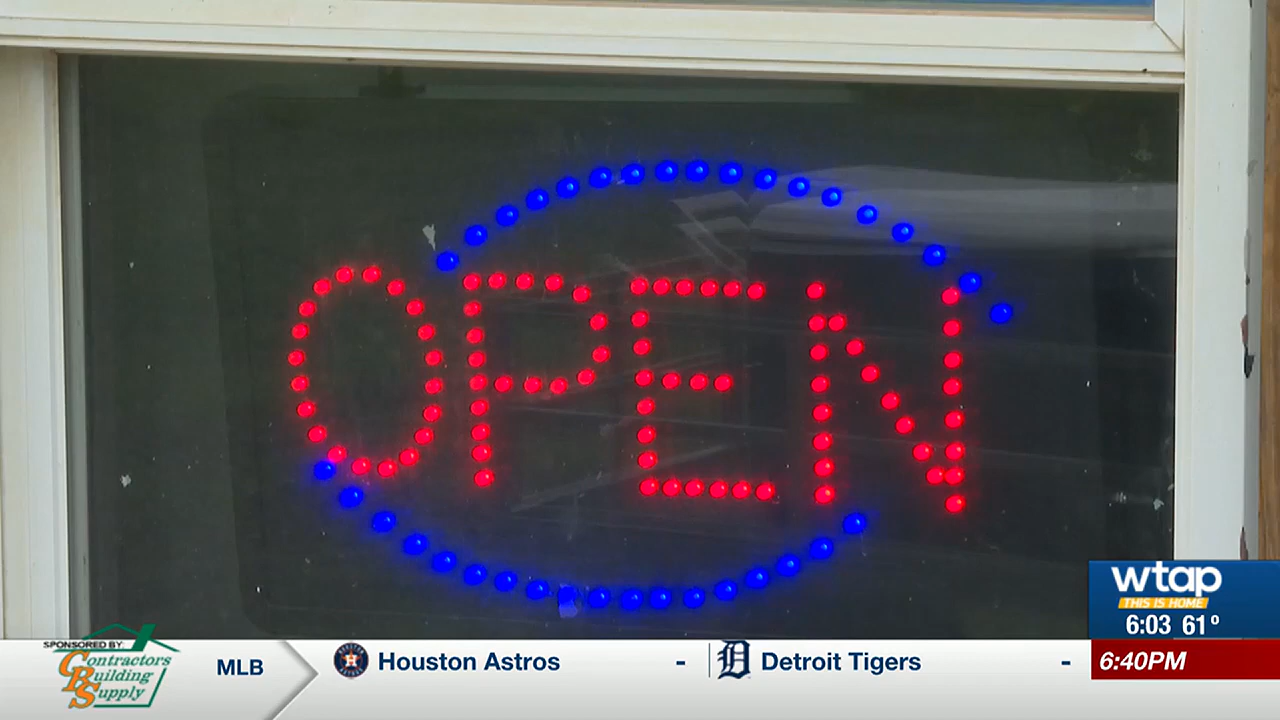 OPEN
wtap
THIS IS HOME
6:03 61°
SPONSORED BY:
Contractors
Building
Supply
MLB
Houston Astros -
Detroit Tigers -
6:40PM